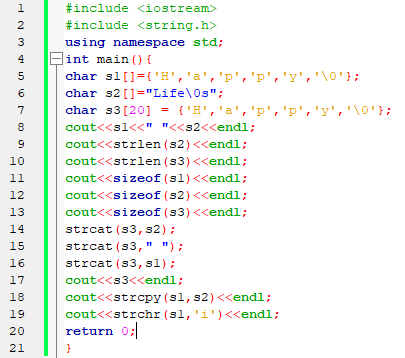 1 #include <iostream>
2 #include <string.h>
3 using namespace std;
4 int main(){
5 char s1[]={'H','a','p','p','y','\0'};
6 char s2[]="Life\0s";
7 char s3[20] = {'H','a','p','p','y','\0'};
8 cout<<s1<<" "<<s2<<endl;
9 cout<<strlen(s2)<<endl;
10 cout<<strlen(s3)<<endl;
11 cout<<sizeof(s1)<<endl;
12 cout<<sizeof(s2)<<endl;
13 cout<<sizeof(s3)<<endl;
14 strcat(s3,s2);
15 strcat(s3," ");
16 strcat(s3,s1);
17 cout<<s3<<endl;
18 cout<<strcpy(s1,s2)<<endl;
19 cout<<strchr(s1,'i')<<endl;
20 return 0;
21 }